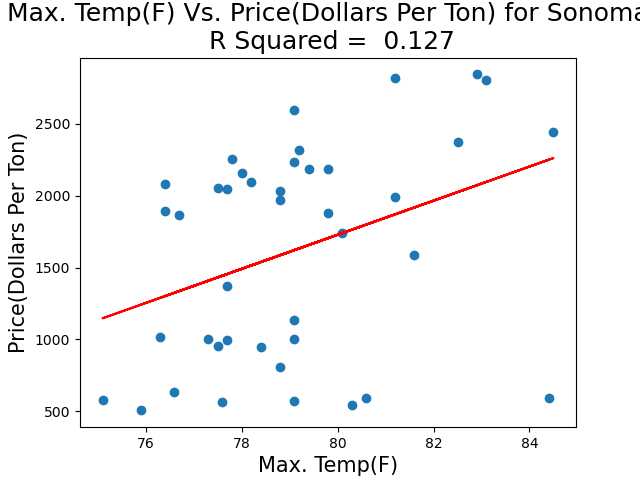 Max. Temp(F) Vs. Price(Dollars Per Ton) for Sonoma
R Squared =  0.127
Price(Dollars Per Ton)
2500
2000
1500
1000
500
76 78 80 82 84
Max. Temp(F)